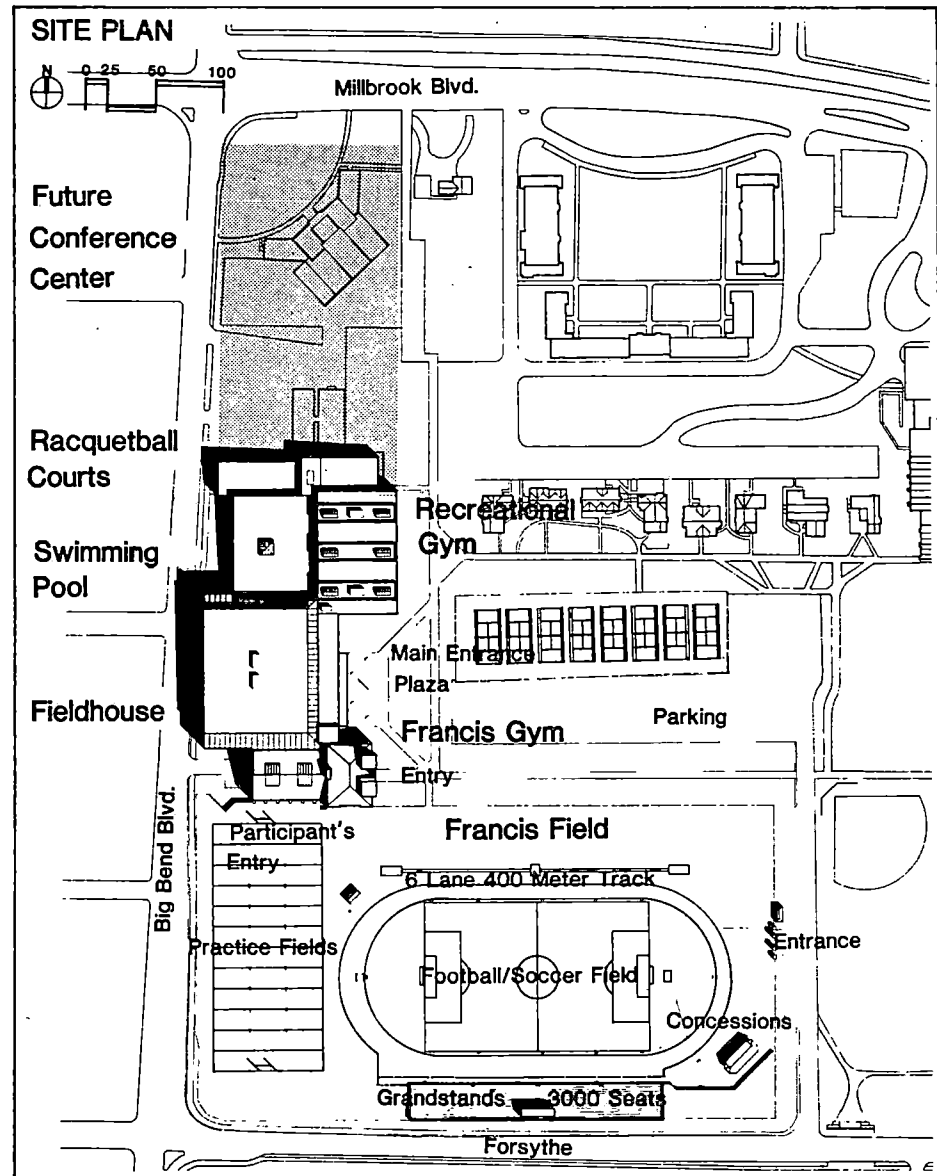 SITE PLAN
N 0 25 50 100
Millbrook Blvd.
Future
Conference
Center
Racquetball
Courts
Recreational
Gym
Swimming
Pool
Main Entrance
Plaza
Fieldhouse
Parking
Francis Gym
Entry
Big Bend Blvd.
Participant's
Entry
Francis Field
6 Lane 400 Meter Track
Practice Fields
Football/Soccer Field
Entrance
Concessions
Grandstands 3000 Seats
Forsythe